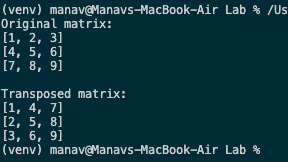 (venv) manav@Manavs-MacBook-Air Lab % /Us
Original matrix:
[1, 2, 3]
[4, 5, 6]
[7, 8, 9]
Transposed matrix:
[1, 4, 7]
[2, 5, 8]
[3, 6, 9]
(venv) manav@Manavs-MacBook-Air Lab %